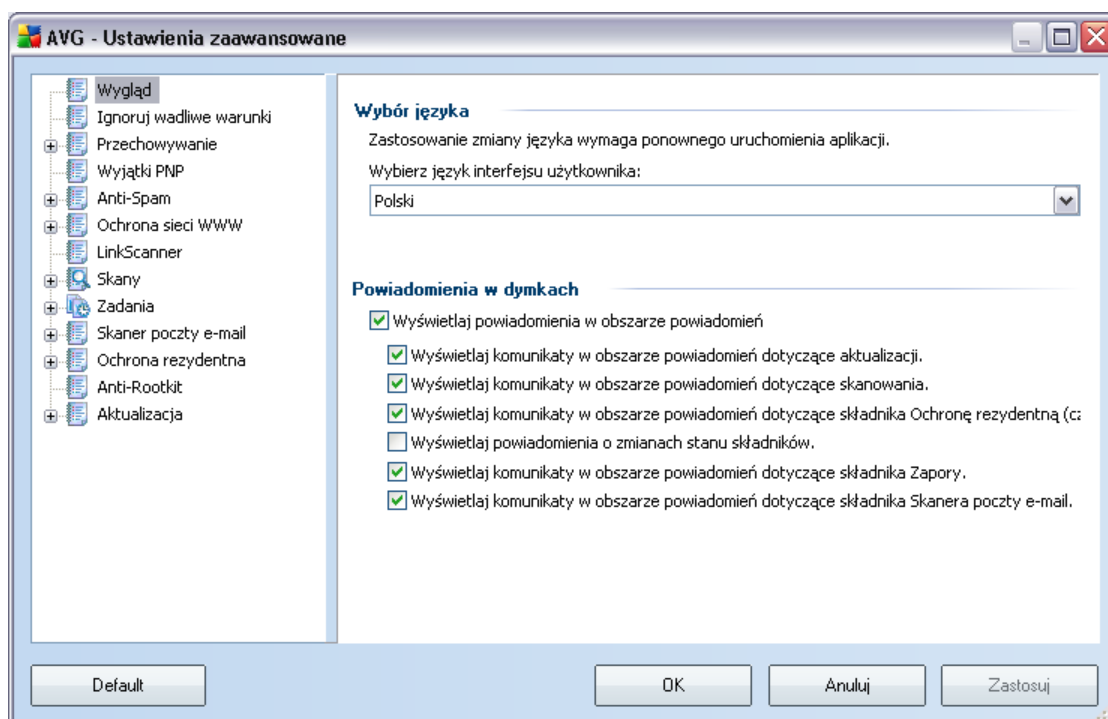 AVG - Ustawienia zaawansowane
Wygląd
Ignoruj wadliwe warunki
Przechowywanie
Wyjątki PNP
Anti-Spam
Ochrona sieci WWW
LinkScanner
Skany
Zadania
Skaner poczty e-mail
Ochrona rezydentna
Anti-Rootkit
Aktualizacja
Wybór języka
Zastosowanie zmiany języka wymaga ponownego uruchomienia aplikacji.
Wybierz język interfejsu użytkownika:
Polski
Powiadomienia w dymkach
Wyświetlaj powiadomienia w obszarze powiadomień
Wyświetlaj komunikaty w obszarze powiadomień dotyczące aktualizacji.
Wyświetlaj komunikaty w obszarze powiadomień dotyczące skanowania.
Wyświetlaj komunikaty w obszarze powiadomień dotyczące składnika Ochronę rezydentną (cz
Wyświetlaj powiadomienia o zmianach stanu składników.
Wyświetlaj komunikaty w obszarze powiadomień dotyczące składnika Zapory.
Wyświetlaj komunikaty w obszarze powiadomień dotyczące składnika Skanera poczty e-mail.
Default
OK
Anuluj
Zastosuj